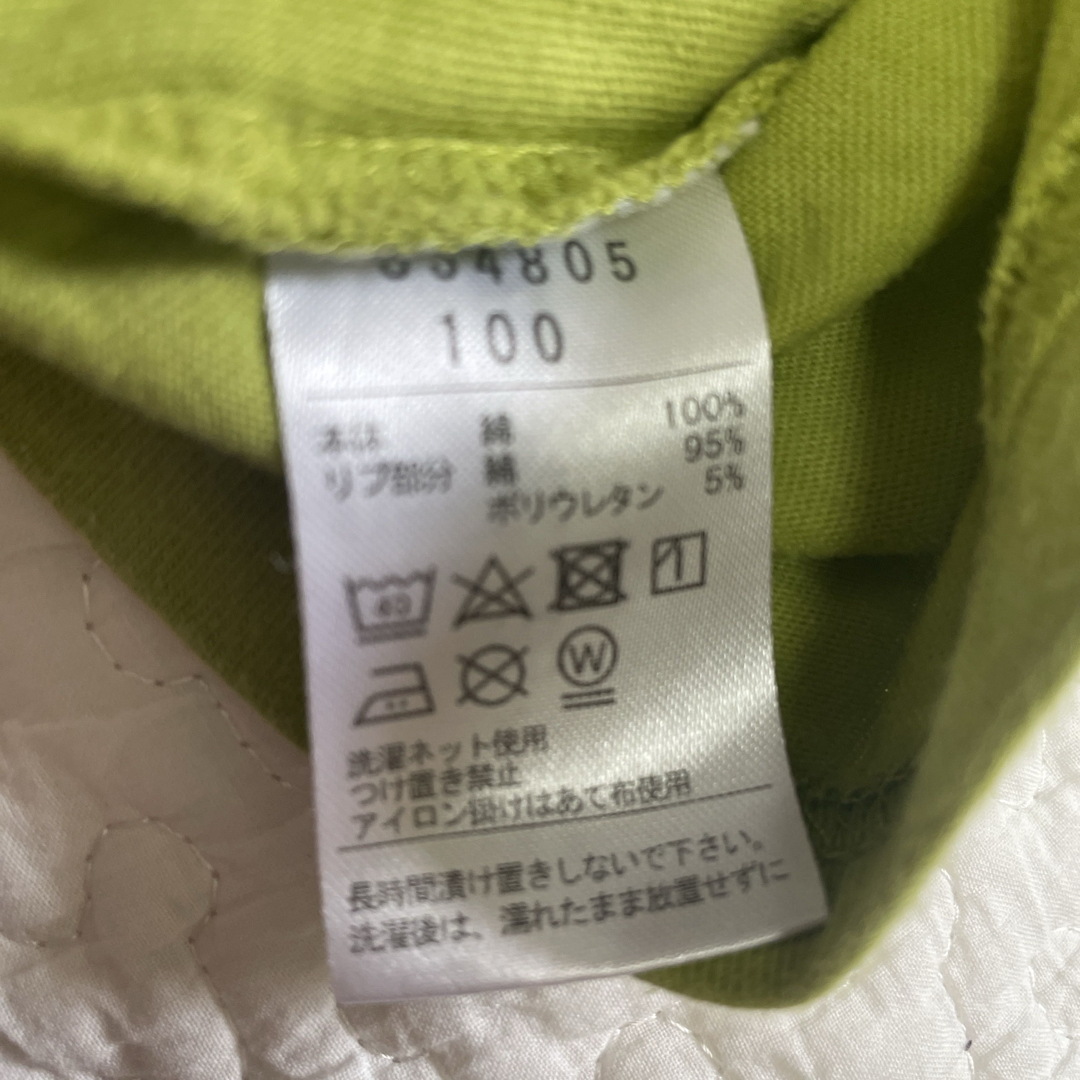 4805
100
本体 綿 100%
リブ部分 綿 95%
ポリウレタン 5%
40
W
洗濯ネット使用
つけ置き禁止
アイロン掛けはあて布使用
長時間漬け置きしないで下さい。
洗濯後は、濡れたまま放置せずに